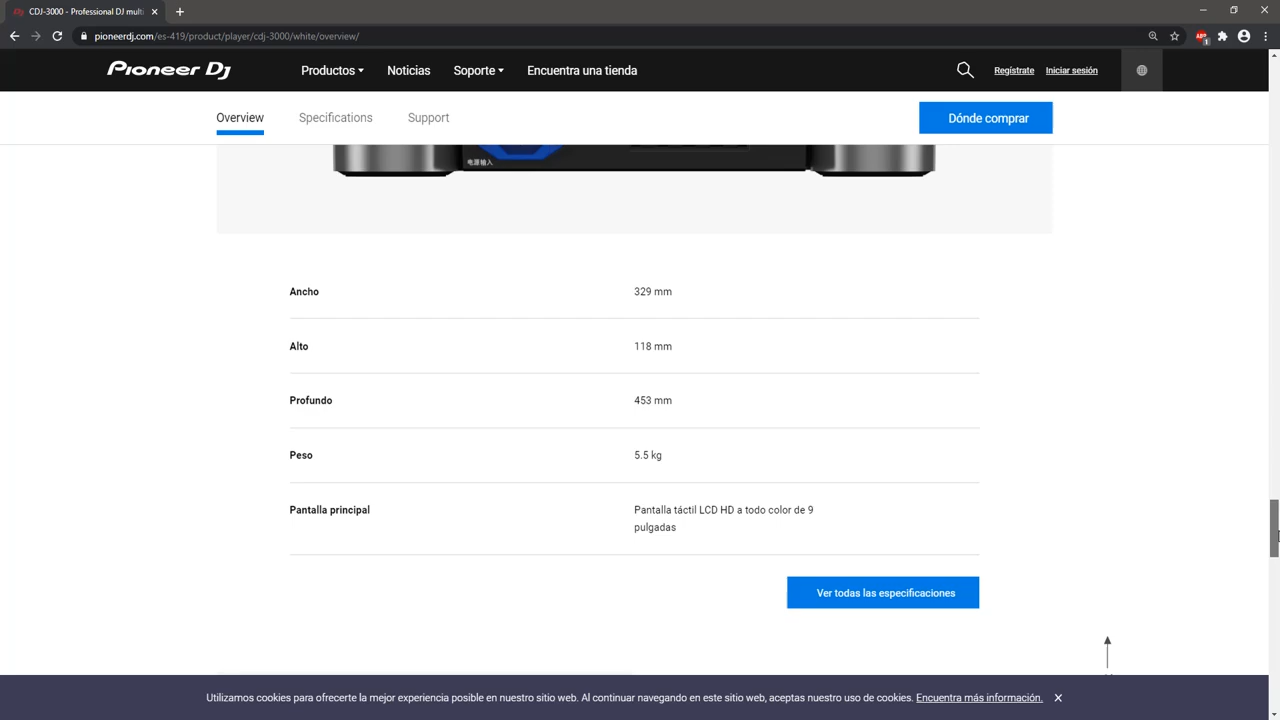 CDJ-3000 - Professional DJ multi
pioneerdj.com/es-419/product/player/cdj-3000/white/overview/
Pioneer Dj
Productos
Noticias
Soporte
Encuentra una tienda
Regístrate
Iniciar sesión
Overview
Specifications
Support
Dónde comprar
电源输入
Ancho
329 mm
Alto
118 mm
Profundo
453 mm
Peso
5.5 kg
Pantalla principal
Pantalla táctil LCD HD a todo color de 9
pulgadas
Ver todas las especificaciones
Utilizamos cookies para ofrecerte la mejor experiencia posible en nuestro sitio web. Al continuar navegando en este sitio web, aceptas nuestro uso de cookies. Encuentra más información.